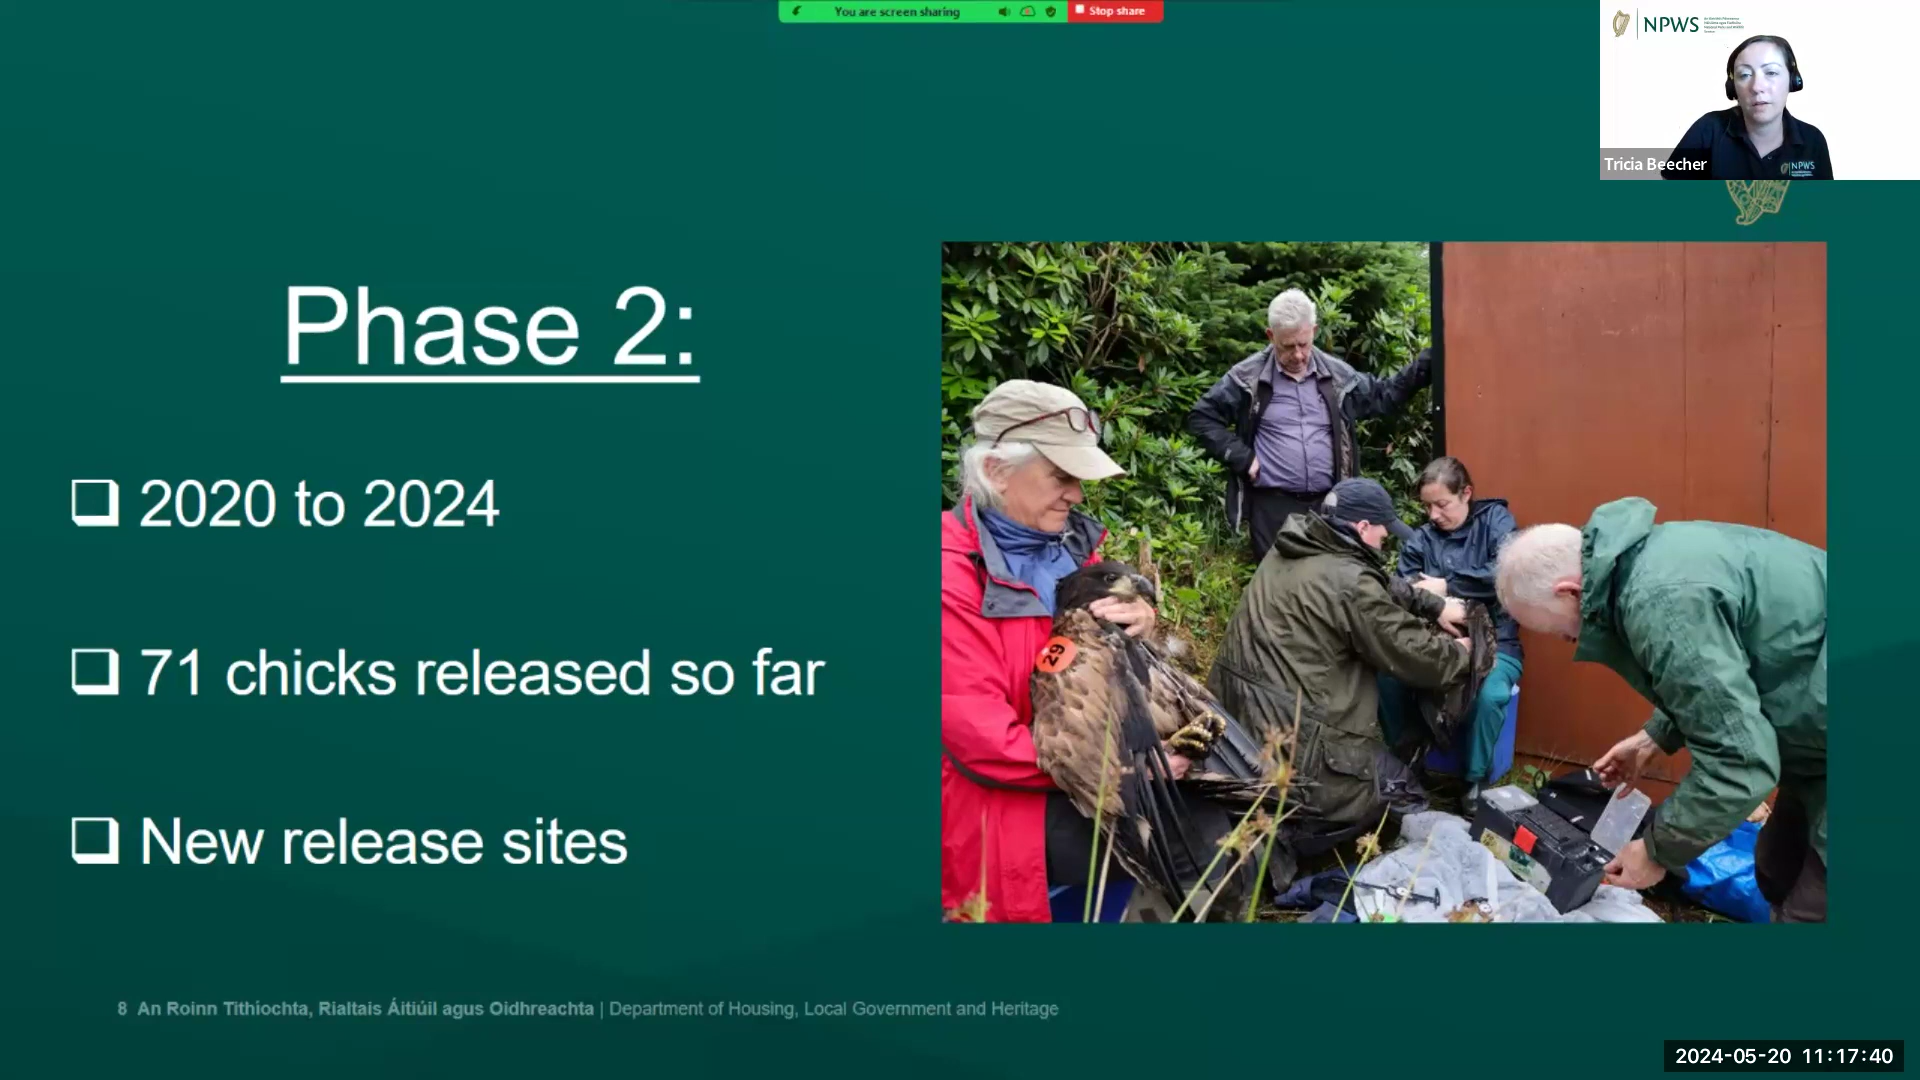 You are screen sharing
Stop share
NPWS
Tricia Beecher
NPWS
Phase 2:
2020 to 2024
71 chicks released so far
New release sites
29
8 An Roinn Tithíochta, Rialtais Áitiúil agus Oidhreachta | Department of Housing, Local Government and Heritage
2024-05-20 11:17:40